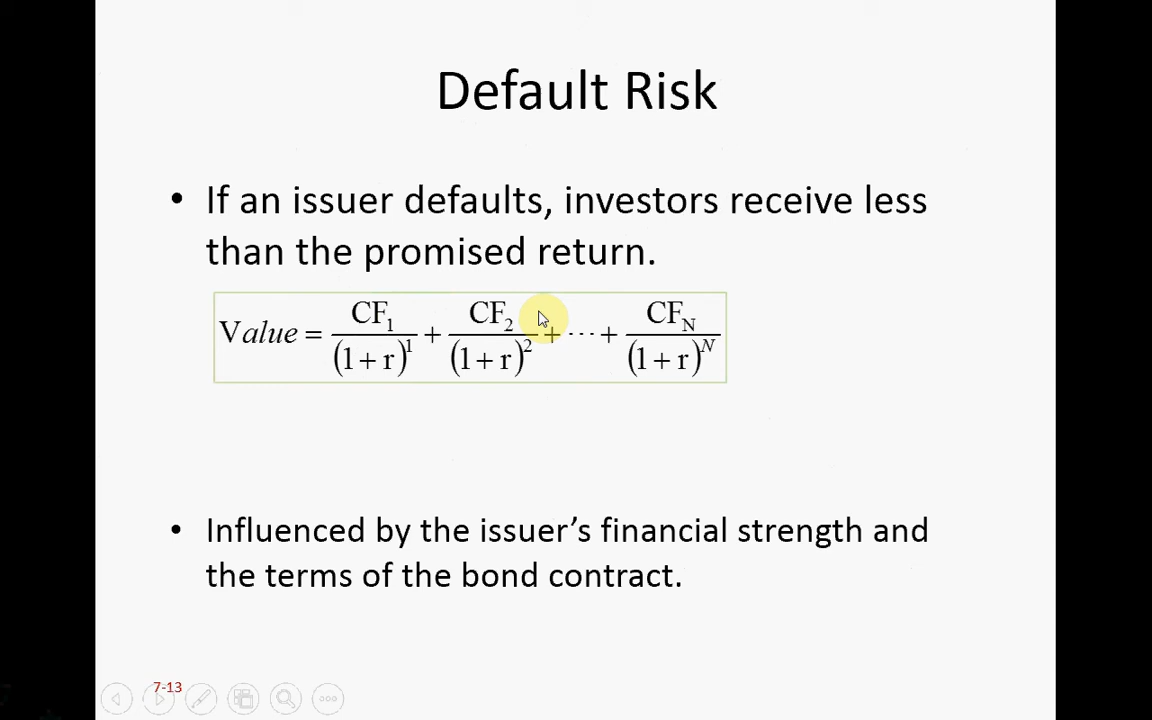 Default Risk
• If an issuer defaults, investors receive less
than the promised return.
Value = CF₁/(1 + r)¹ + CF₂/(1 + r)² + ⋯ + CF_N/(1 + r)^N
• Influenced by the issuer’s financial strength and
the terms of the bond contract.
7-13